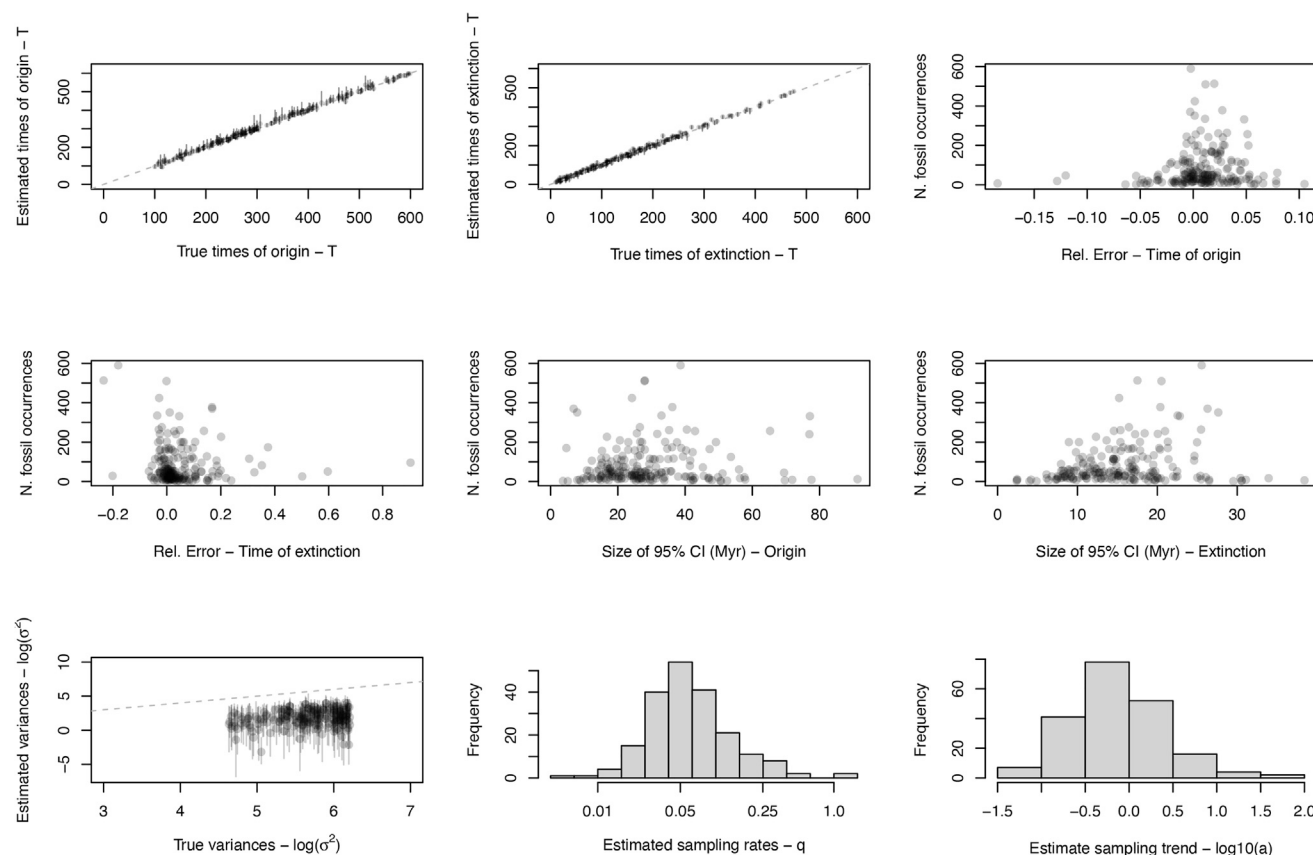 Estimated times of origin – T
0 200 500
0 100 200 300 400 500 600
True times of origin – T
Estimated times of extinction – T
0 200 500
0 100 200 300 400 500 600
True times of extinction – T
N. fossil occurrences
0 200 400 600
−0.15 −0.10 −0.05 0.00 0.05 0.10
Rel. Error – Time of origin
N. fossil occurrences
0 200 400 600
−0.2 0.0 0.2 0.4 0.6 0.8
Rel. Error – Time of extinction
N. fossil occurrences
0 200 400 600
0 20 40 60 80
Size of 95% CI (Myr) – Origin
N. fossil occurrences
0 200 400 600
0 10 20 30
Size of 95% CI (Myr) – Extinction
Estimated variances – log(σ²)
−5 0 5 10
3 4 5 6 7
True variances – log(σ²)
Frequency
0 20 40
0.01 0.05 0.25 1.0
Estimated sampling rates – q
Frequency
0 20 60
−1.5 −0.5 0.0 0.5 1.0 1.5 2.0
Estimate sampling trend – log10(a)